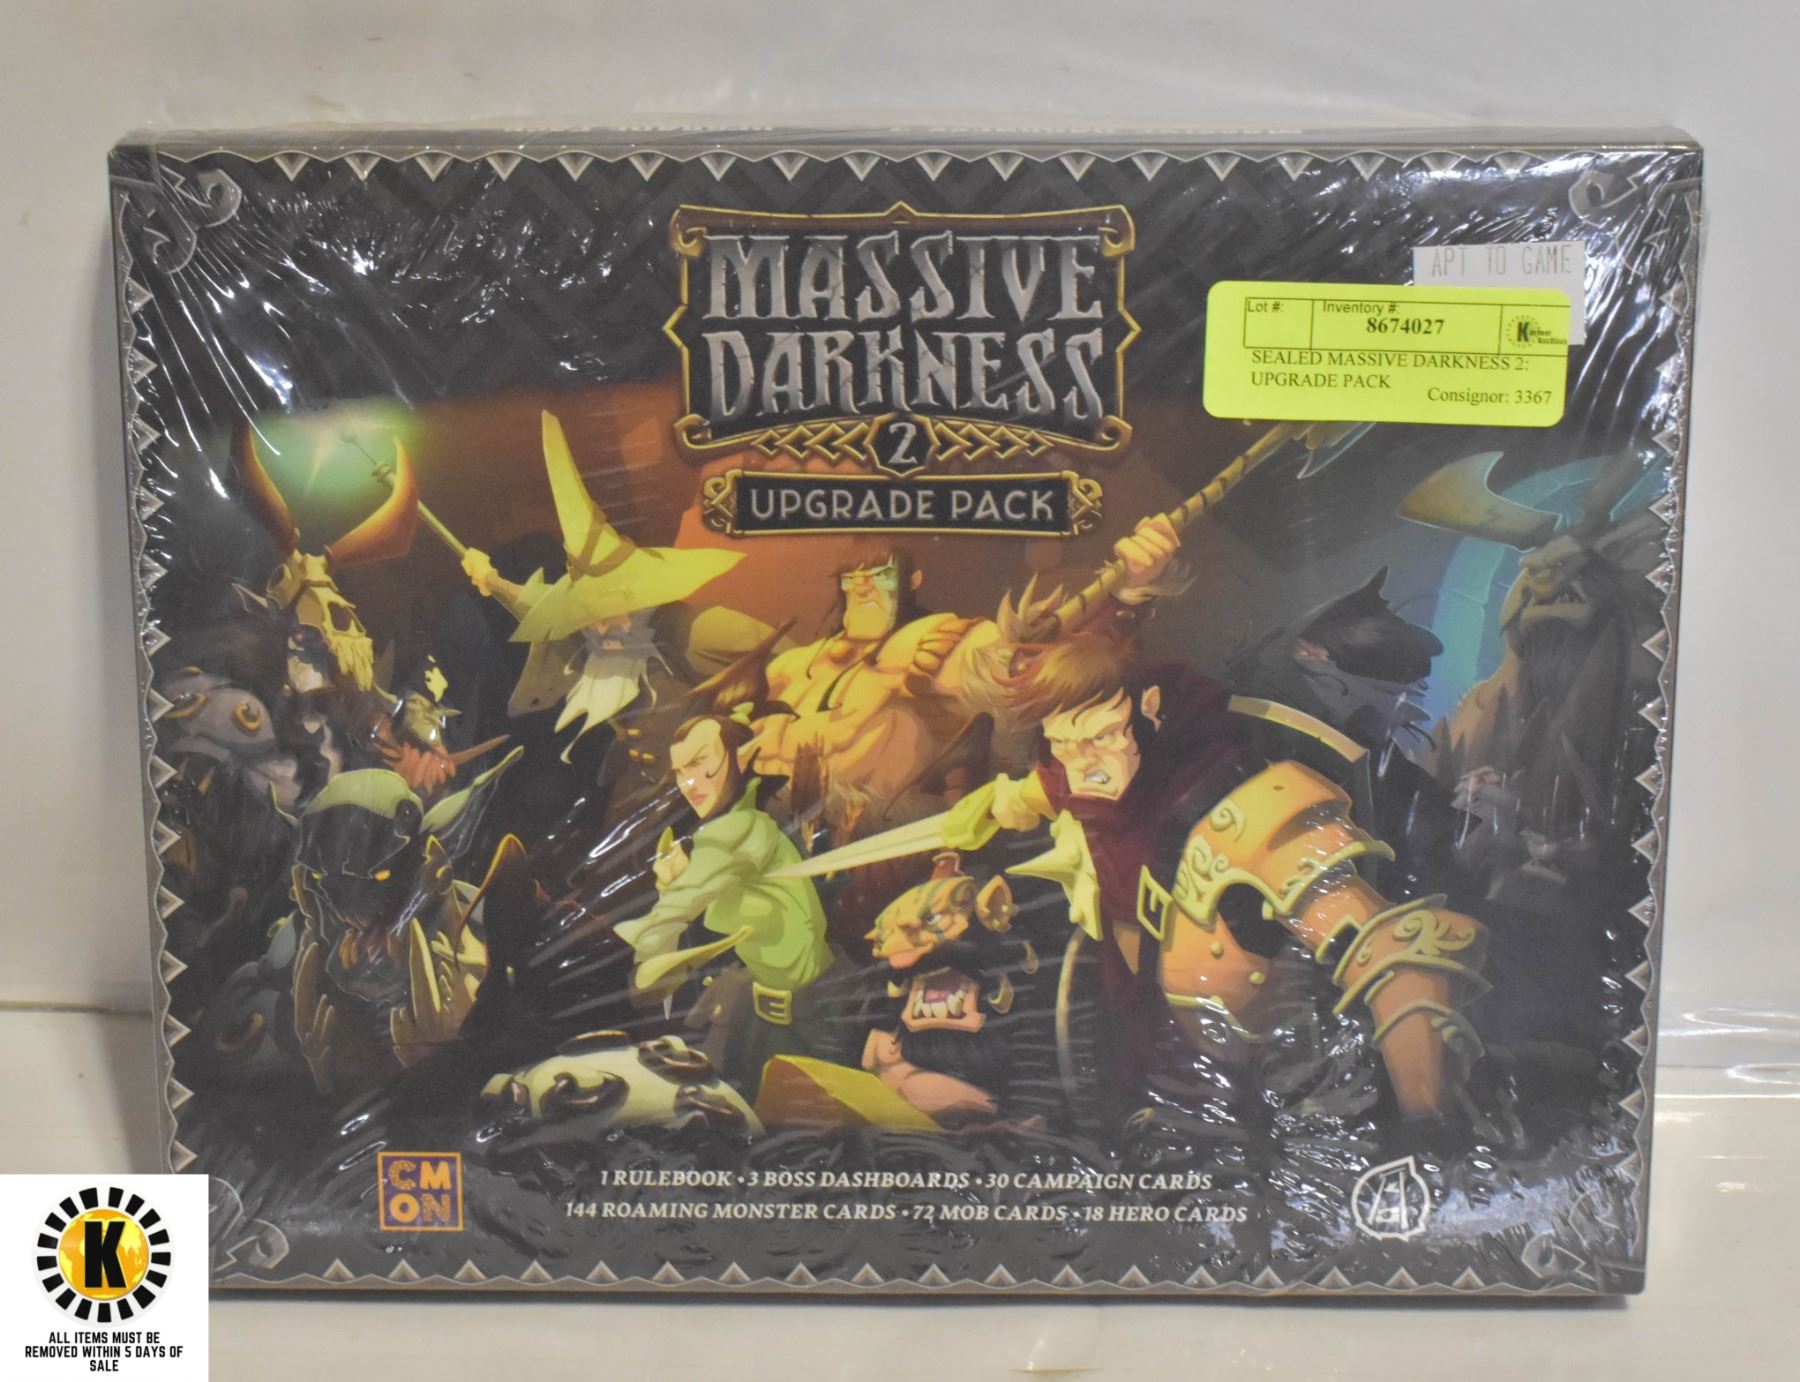 MASSIVE
DARKNESS
2
UPGRADE PACK
APT TO GAME
Lot #:
Inventory #:
8674027
SEALED MASSIVE DARKNESS 2:
UPGRADE PACK
Consignor: 3367
CM
ON
1 RULEBOOK • 3 BOSS DASHBOARDS • 30 CAMPAIGN CARDS
144 ROAMING MONSTER CARDS • 72 MOB CARDS • 18 HERO CARDS
K
ALL ITEMS MUST BE
REMOVED WITHIN 5 DAYS OF
SALE